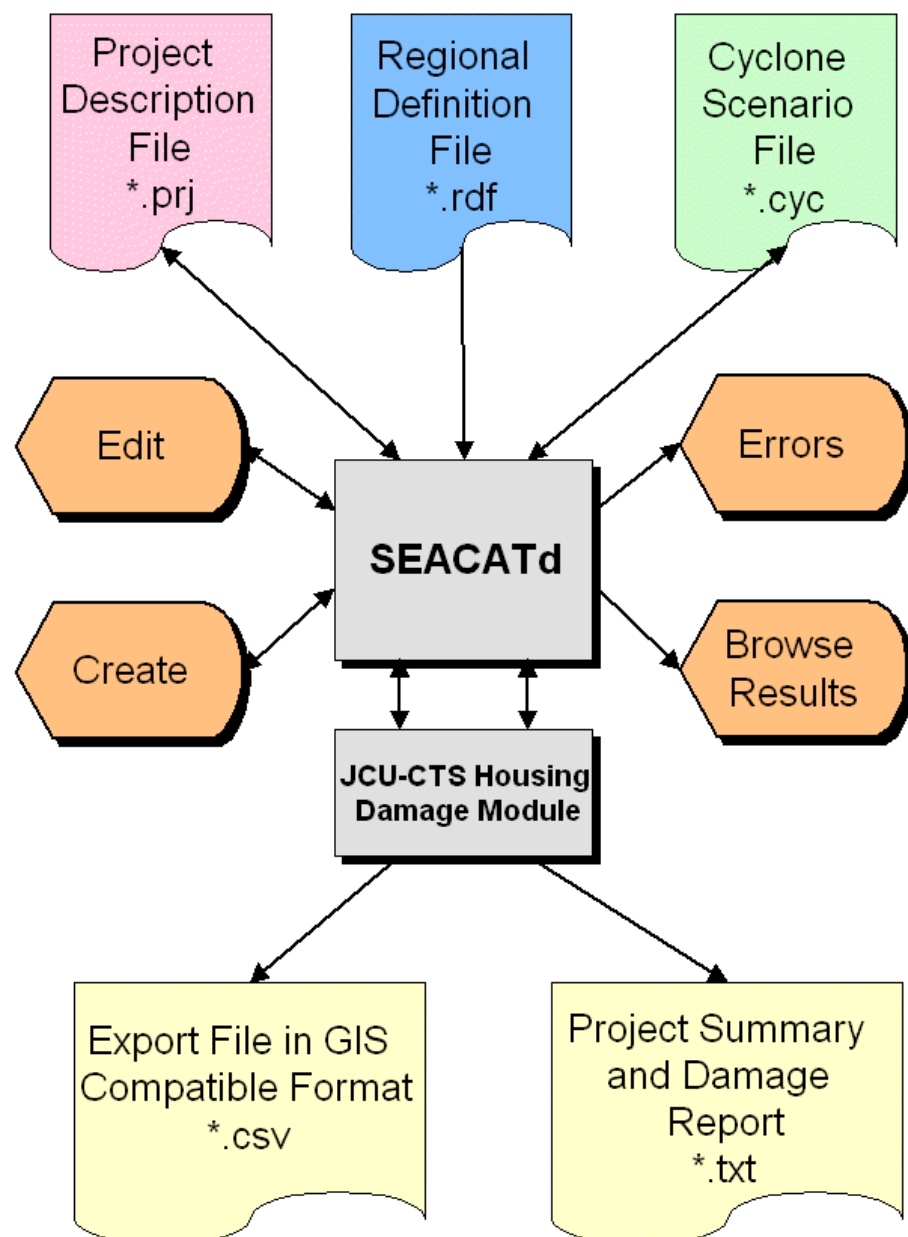 Project
Description
File
*.prj
Regional
Definition
File
*.rdf
Cyclone
Scenario
File
*.cyc
Edit
Errors
SEACATd
Create
Browse
Results
JCU-CTS Housing
Damage Module
Export File in GIS
Compatible Format
*.csv
Project Summary
and Damage
Report
*.txt